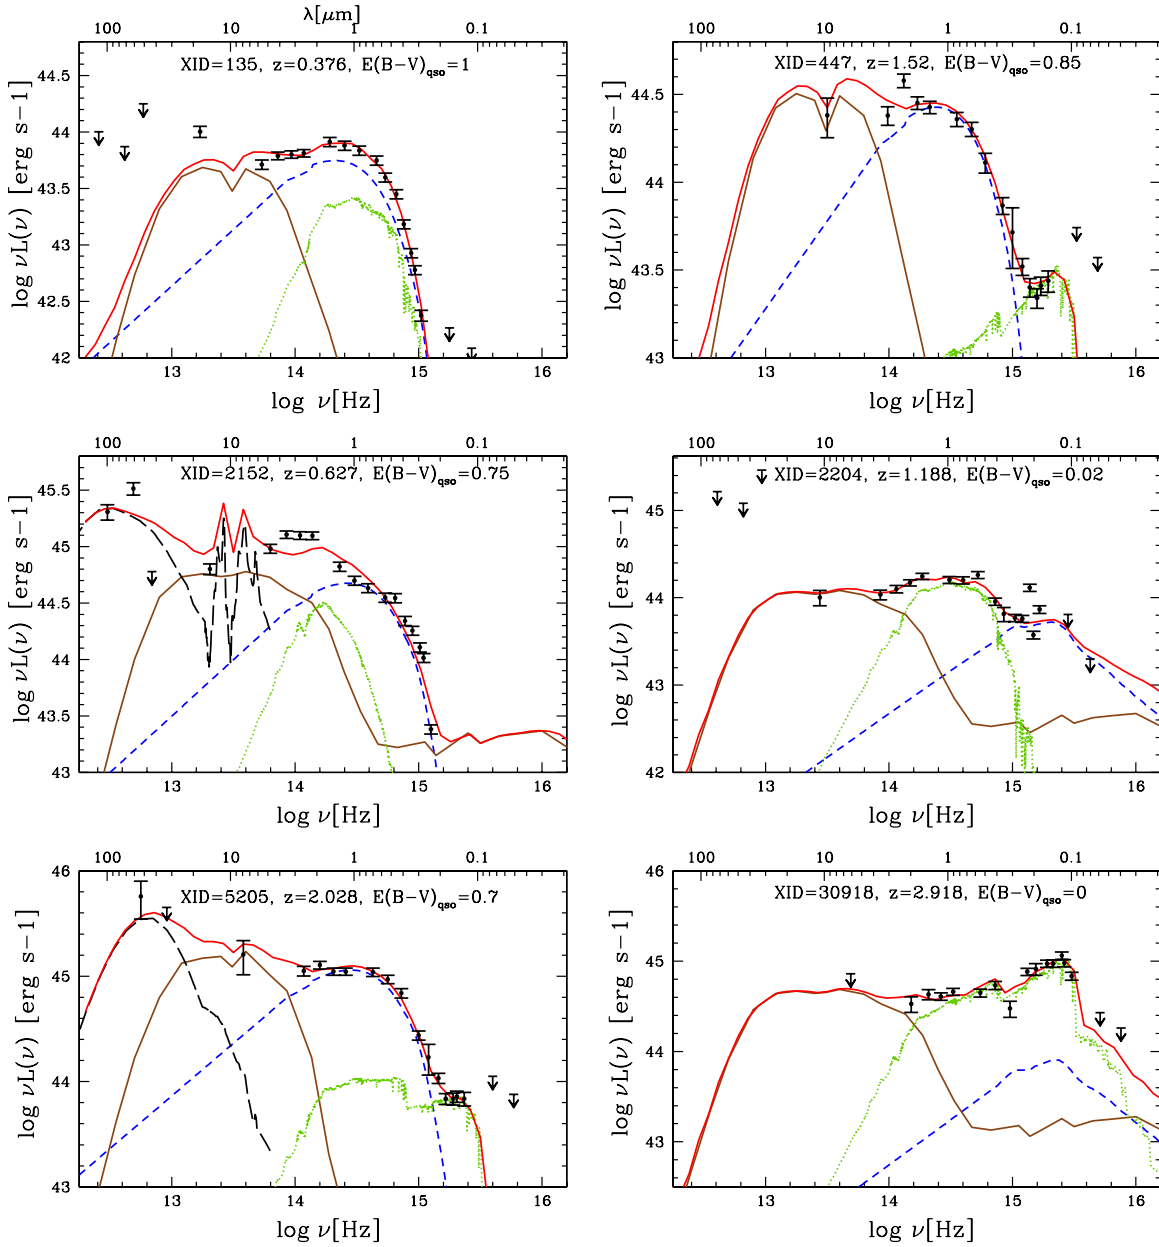 λ[μm]
100 10 1 0.1
XID=135, z=0.376, E(B−V)qso=1
44.5
44
43.5
43
42.5
42
log νL(ν) [erg s−1]
13 14 15 16
log ν[Hz]
100 10 1 0.1
XID=447, z=1.52, E(B−V)qso=0.85
44.5
44
43.5
43
log νL(ν) [erg s−1]
13 14 15 16
log ν[Hz]
100 10 1 0.1
XID=2152, z=0.627, E(B−V)qso=0.75
45.5
45
44.5
44
43.5
43
log νL(ν) [erg s−1]
13 14 15 16
log ν[Hz]
100 10 1 0.1
XID=2204, z=1.188, E(B−V)qso=0.02
45
44
43
42
log νL(ν) [erg s−1]
13 14 15 16
log ν[Hz]
100 10 1 0.1
XID=5205, z=2.028, E(B−V)qso=0.7
46
45
44
43
log νL(ν) [erg s−1]
13 14 15 16
log ν[Hz]
100 10 1 0.1
XID=30918, z=2.918, E(B−V)qso=0
46
45
44
43
log νL(ν) [erg s−1]
13 14 15 16
log ν[Hz]